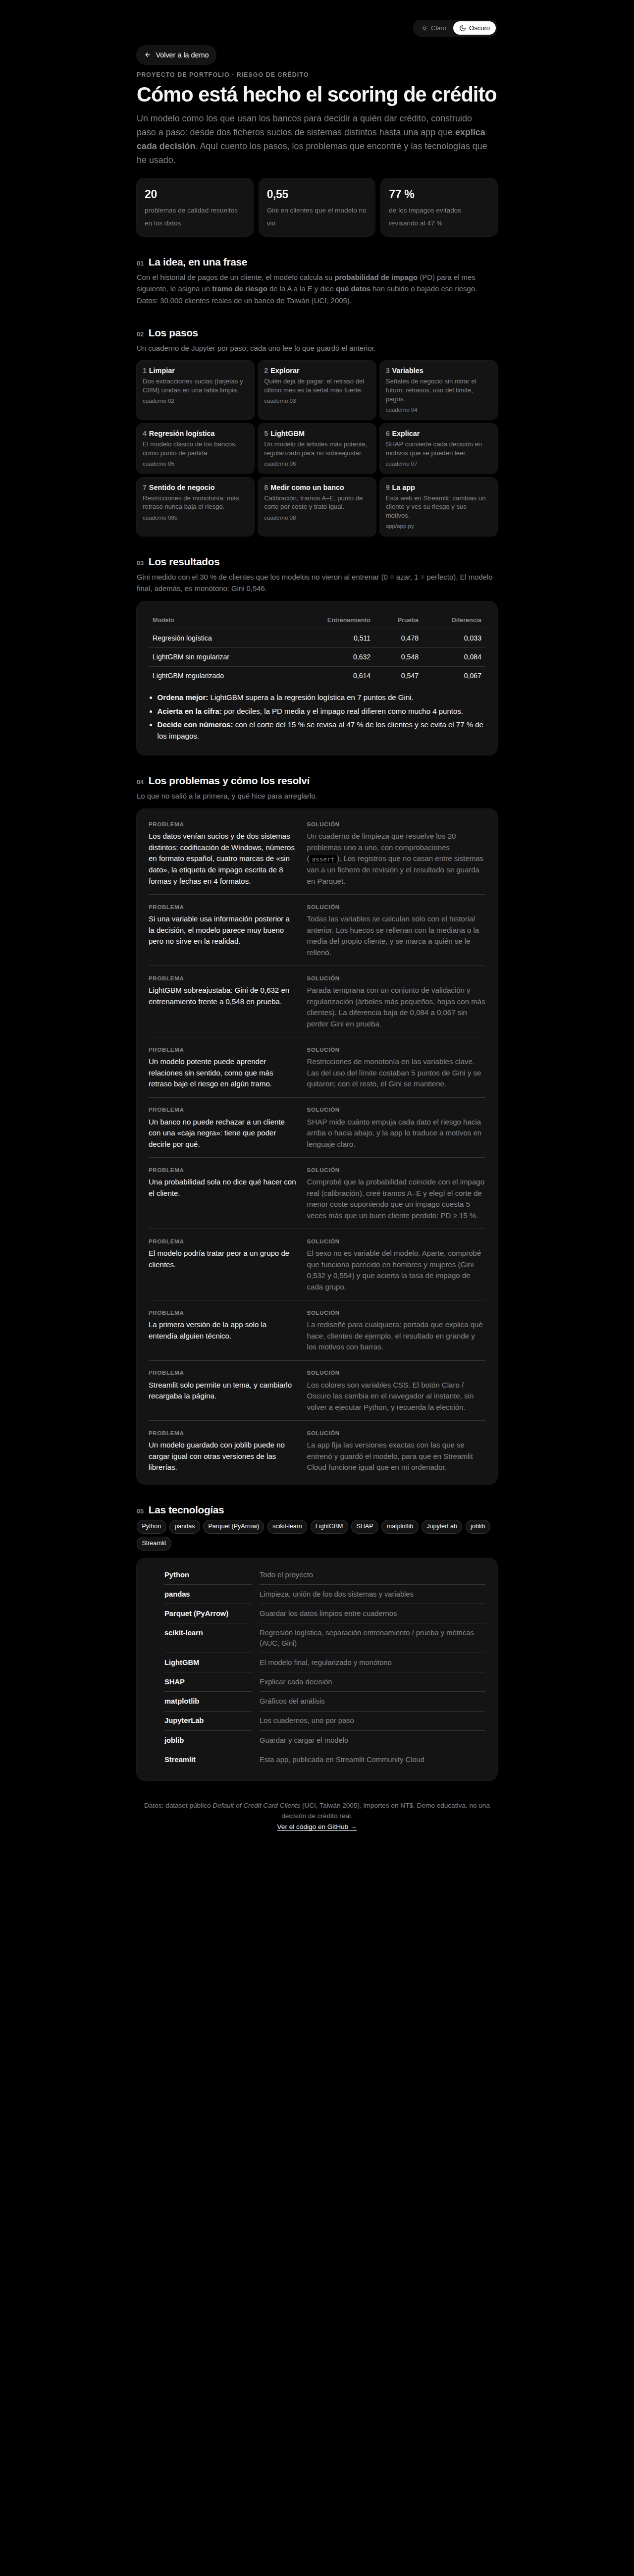 Claro
Oscuro
Volver a la demo
PROYECTO DE PORTFOLIO · RIESGO DE CRÉDITO
Cómo está hecho el scoring de crédito
Un modelo como los que usan los bancos para decidir a quién dar crédito, construido
paso a paso: desde dos ficheros sucios de sistemas distintos hasta una app que explica
cada decisión. Aquí cuento los pasos, los problemas que encontré y las tecnologías que
he usado.
20
problemas de calidad resueltos
en los datos
0,55
Gini en clientes que el modelo no
vio
77 %
de los impagos evitados
revisando al 47 %
01 La idea, en una frase
Con el historial de pagos de un cliente, el modelo calcula su probabilidad de impago (PD) para el mes
siguiente, le asigna un tramo de riesgo de la A a la E y dice qué datos han subido o bajado ese riesgo.
Datos: 30.000 clientes reales de un banco de Taiwán (UCI, 2005).
02 Los pasos
Un cuaderno de Jupyter por paso; cada uno lee lo que guardó el anterior.
1 Limpiar
Dos extracciones sucias (tarjetas y
CRM) unidas en una tabla limpia.
cuaderno 02
2 Explorar
Quién deja de pagar: el retraso del
último mes es la señal más fuerte.
cuaderno 03
3 Variables
Señales de negocio sin mirar el
futuro: retrasos, uso del límite,
pagos.
cuaderno 04
4 Regresión logística
El modelo clásico de los bancos,
como punto de partida.
cuaderno 05
5 LightGBM
Un modelo de árboles más potente,
regularizado para no sobreajustar.
cuaderno 06
6 Explicar
SHAP convierte cada decisión en
motivos que se pueden leer.
cuaderno 07
7 Sentido de negocio
Restricciones de monotonía: más
retraso nunca baja el riesgo.
cuaderno 08b
8 Medir como un banco
Calibración, tramos A–E, punto de
corte por coste y trato igual.
cuaderno 08
9 La app
Esta web en Streamlit: cambias un
cliente y ves su riesgo y sus
motivos.
app/app.py
03 Los resultados
Gini medido con el 30 % de clientes que los modelos no vieron al entrenar (0 = azar, 1 = perfecto). El modelo
final, además, es monótono: Gini 0,546.
Modelo Entrenamiento Prueba Diferencia
Regresión logística 0,511 0,478 0,033
LightGBM sin regularizar 0,632 0,548 0,084
LightGBM regularizado 0,614 0,547 0,067
• Ordena mejor: LightGBM supera a la regresión logística en 7 puntos de Gini.
• Acierta en la cifra: por deciles, la PD media y el impago real difieren como mucho 4 puntos.
• Decide con números: con el corte del 15 % se revisa al 47 % de los clientes y se evita el 77 % de
los impagos.
04 Los problemas y cómo los resolví
Lo que no salió a la primera, y qué hice para arreglarlo.
PROBLEMA
Los datos venían sucios y de dos sistemas
distintos: codificación de Windows, números
en formato español, cuatro marcas de «sin
dato», la etiqueta de impago escrita de 8
formas y fechas en 4 formatos.
SOLUCIÓN
Un cuaderno de limpieza que resuelve los 20
problemas uno a uno, con comprobaciones
(assert). Los registros que no casan entre sistemas
van a un fichero de revisión y el resultado se guarda
en Parquet.
PROBLEMA
Si una variable usa información posterior a
la decisión, el modelo parece muy bueno
pero no sirve en la realidad.
SOLUCIÓN
Todas las variables se calculan solo con el historial
anterior. Los huecos se rellenan con la mediana o la
media del propio cliente, y se marca a quién se le
rellenó.
PROBLEMA
LightGBM sobreajustaba: Gini de 0,632 en
entrenamiento frente a 0,548 en prueba.
SOLUCIÓN
Parada temprana con un conjunto de validación y
regularización (árboles más pequeños, hojas con más
clientes). La diferencia baja de 0,084 a 0,067 sin
perder Gini en prueba.
PROBLEMA
Un modelo potente puede aprender
relaciones sin sentido, como que más
retraso baje el riesgo en algún tramo.
SOLUCIÓN
Restricciones de monotonía en las variables clave.
Las del uso del límite costaban 5 puntos de Gini y se
quitaron; con el resto, el Gini se mantiene.
PROBLEMA
Un banco no puede rechazar a un cliente
con una «caja negra»: tiene que poder
decirle por qué.
SOLUCIÓN
SHAP mide cuánto empuja cada dato el riesgo hacia
arriba o hacia abajo, y la app lo traduce a motivos en
lenguaje claro.
PROBLEMA
Una probabilidad sola no dice qué hacer con
el cliente.
SOLUCIÓN
Comprobé que la probabilidad coincide con el impago
real (calibración), creé tramos A–E y elegí el corte de
menor coste suponiendo que un impago cuesta 5
veces más que un buen cliente perdido: PD ≥ 15 %.
PROBLEMA
El modelo podría tratar peor a un grupo de
clientes.
SOLUCIÓN
El sexo no es variable del modelo. Aparte, comprobé
que funciona parecido en hombres y mujeres (Gini
0,532 y 0,554) y que acierta la tasa de impago de
cada grupo.
PROBLEMA
La primera versión de la app solo la
entendía alguien técnico.
SOLUCIÓN
La rediseñé para cualquiera: portada que explica qué
hace, clientes de ejemplo, el resultado en grande y
los motivos con barras.
PROBLEMA
Streamlit solo permite un tema, y cambiarlo
recargaba la página.
SOLUCIÓN
Los colores son variables CSS. El botón Claro /
Oscuro las cambia en el navegador al instante, sin
volver a ejecutar Python, y recuerda la elección.
PROBLEMA
Un modelo guardado con joblib puede no
cargar igual con otras versiones de las
librerías.
SOLUCIÓN
La app fija las versiones exactas con las que se
entrenó y guardó el modelo, para que en Streamlit
Cloud funcione igual que en mi ordenador.
05 Las tecnologías
Python pandas Parquet (PyArrow) scikit-learn LightGBM SHAP matplotlib JupyterLab joblib
Streamlit
Python Todo el proyecto
pandas Limpieza, unión de los dos sistemas y variables
Parquet (PyArrow) Guardar los datos limpios entre cuadernos
scikit-learn Regresión logística, separación entrenamiento / prueba y métricas
(AUC, Gini)
LightGBM El modelo final, regularizado y monótono
SHAP Explicar cada decisión
matplotlib Gráficos del análisis
JupyterLab Los cuadernos, uno por paso
joblib Guardar y cargar el modelo
Streamlit Esta app, publicada en Streamlit Community Cloud
Datos: dataset público Default of Credit Card Clients (UCI, Taiwán 2005), importes en NT$. Demo educativa, no una
decisión de crédito real.
Ver el código en GitHub →